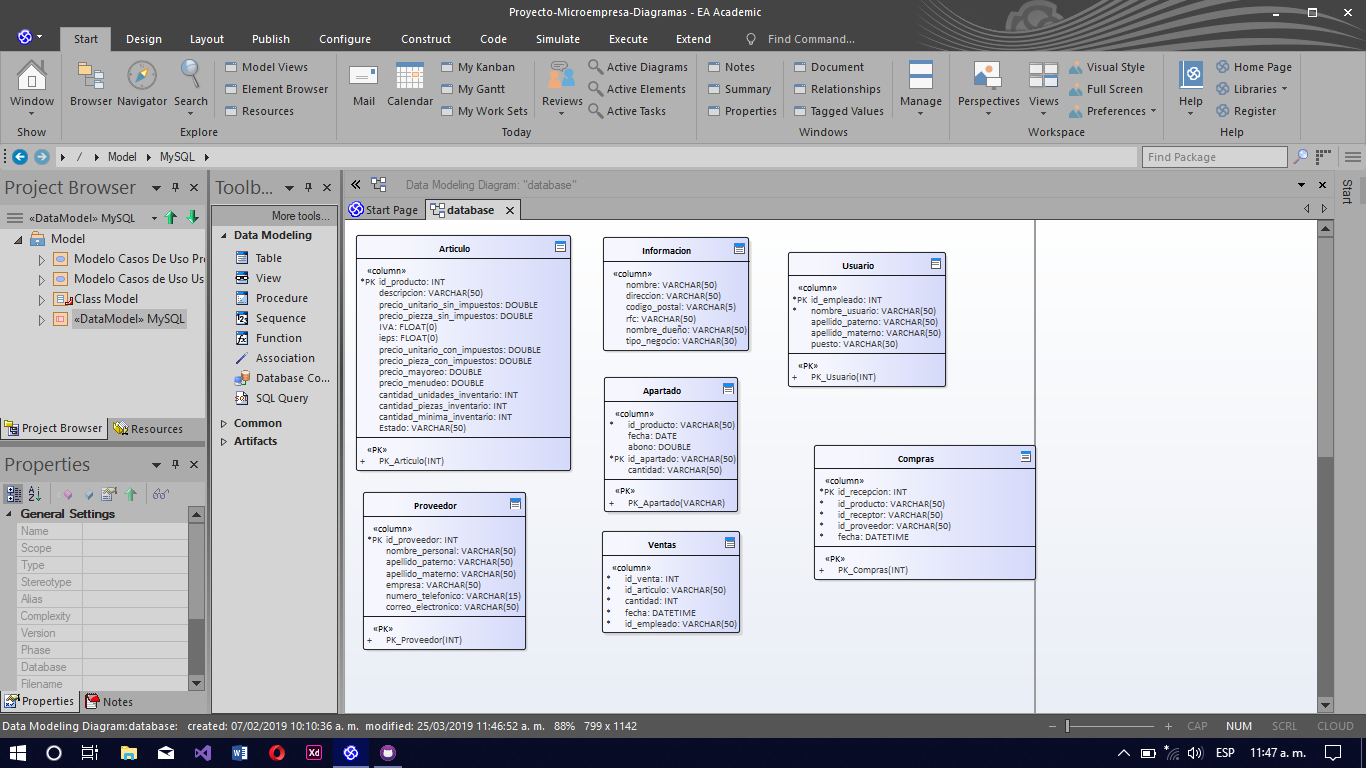 Proyecto-Microempresa-Diagramas - EA Academic
Start Design Layout Publish Configure Construct Code Simulate Execute Extend Find Command...
Window
Show
Browser Navigator Search
Model Views
Element Browser
Resources
Explore
Mail Calendar
My Kanban
My Gantt
My Work Sets
Reviews
Active Diagrams
Active Elements
Active Tasks
Today
Notes
Summary
Properties
Document
Relationships
Tagged Values
Windows
Manage
Perspectives Views
Visual Style
Full Screen
Preferences
Workspace
Help
Home Page
Libraries
Register
Help
/ Model MySQL
Find Package
Project Browser
«DataModel» MySQL
Model
Modelo Casos De Uso Pr
Modelo Casos de Uso Us
Class Model
«DataModel» MySQL
Project Browser Resources
Properties
General Settings
Name
Scope
Type
Stereotype
Alias
Complexity
Version
Phase
Database
Filename
Properties Notes
Toolb...
More tools...
Data Modeling
Table
View
Procedure
Sequence
Function
Association
Database Co...
SQL Query
Common
Artifacts
Data Modeling Diagram: "database"
Start Page database
Start
Articulo
«column»
*PK id_producto: INT
descripcion: VARCHAR(50)
precio_unitario_sin_impuestos: DOUBLE
precio_piezza_sin_impuestos: DOUBLE
IVA: FLOAT(0)
ieps: FLOAT(0)
precio_unitario_con_impuestos: DOUBLE
precio_pieza_con_impuestos: DOUBLE
precio_mayoreo: DOUBLE
precio_menudeo: DOUBLE
cantidad_unidades_inventario: INT
cantidad_piezas_inventario: INT
cantidad_minima_inventario: INT
Estado: VARCHAR(50)
«PK»
+ PK_Articulo(INT)
Informacion
«column»
nombre: VARCHAR(50)
direccion: VARCHAR(50)
codigo_postal: VARCHAR(5)
rfc: VARCHAR(50)
nombre_dueño: VARCHAR(50)
tipo_negocio: VARCHAR(30)
Usuario
«column»
*PK id_empleado: INT
* nombre_usuario: VARCHAR(50)
apellido_paterno: VARCHAR(50)
apellido_materno: VARCHAR(50)
puesto: VARCHAR(30)
«PK»
+ PK_Usuario(INT)
Apartado
«column»
* id_producto: VARCHAR(50)
fecha: DATE
abono: DOUBLE
*PK id_apartado: VARCHAR(50)
cantidad: VARCHAR(50)
«PK»
+ PK_Apartado(VARCHAR)
Compras
«column»
*PK id_recepcion: INT
* id_producto: VARCHAR(50)
* id_receptor: VARCHAR(50)
* id_proveedor: VARCHAR(50)
* fecha: DATETIME
«PK»
+ PK_Compras(INT)
Proveedor
«column»
*PK id_proveedor: INT
nombre_personal: VARCHAR(50)
apellido_paterno: VARCHAR(50)
apellido_materno: VARCHAR(50)
empresa: VARCHAR(50)
numero_telefonico: VARCHAR(15)
correo_electronico: VARCHAR(50)
«PK»
+ PK_Proveedor(INT)
Ventas
«column»
* id_venta: INT
* id_articulo: VARCHAR(50)
* cantidad: INT
* fecha: DATETIME
* id_empleado: VARCHAR(50)
Data Modeling Diagram:database: created: 07/02/2019 10:10:36 a. m. modified: 25/03/2019 11:46:52 a. m. 88% 799 x 1142
CAP NUM SCRL CLOUD
Xd
ESP 11:47 a. m.